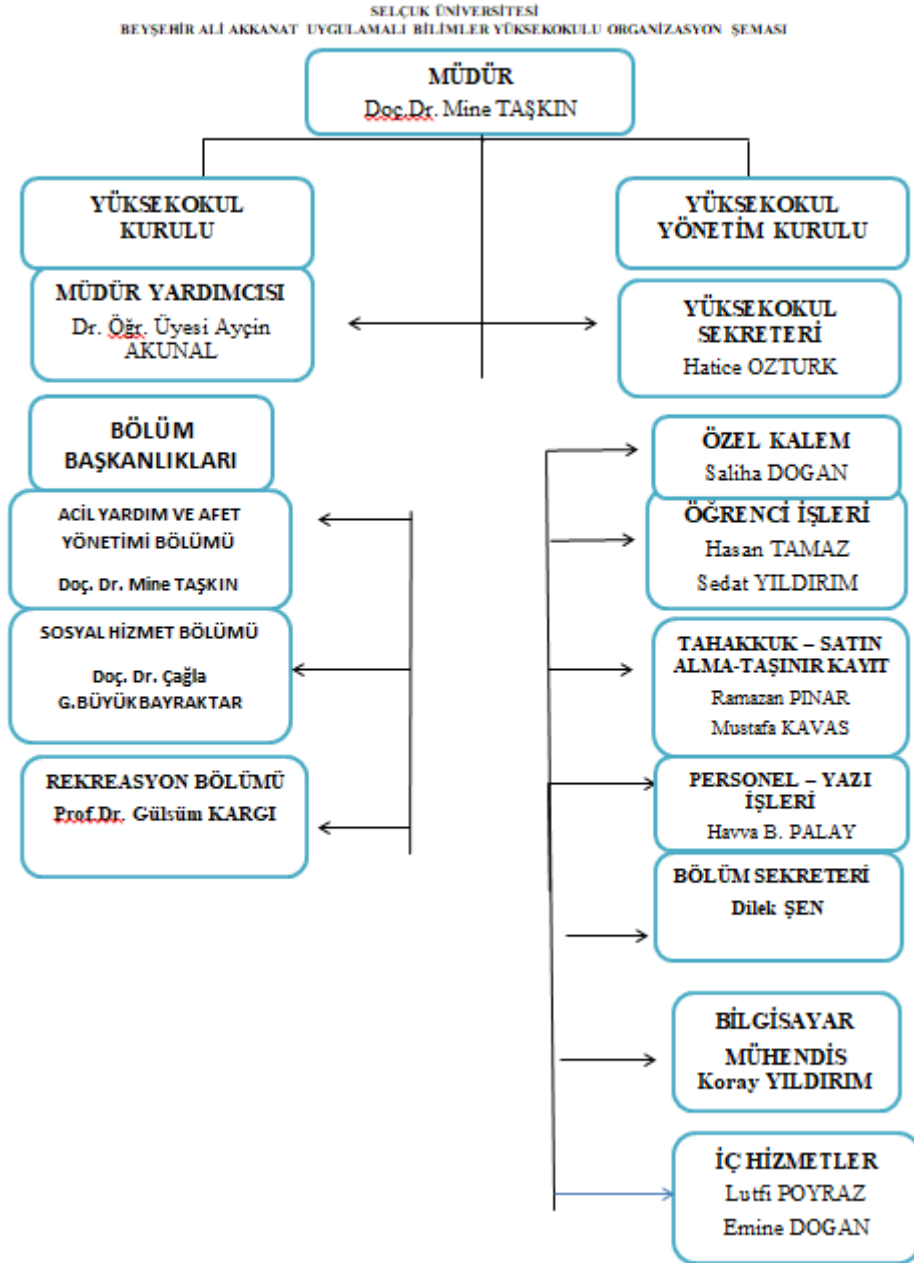 SELÇUK ÜNİVERSİTESİ
BEYŞEHİR ALİ AKKANAT UYGULAMALI BİLİMLER YÜKSEKOKULU ORGANİZASYON ŞEMASI
MÜDÜR
Doç.Dr. Mine TAŞKIN
YÜKSEKOKUL
KURULU
YÜKSEKOKUL
YÖNETİM KURULU
MÜDÜR YARDIMCISI
Dr. Öğr. Üyesi Ayçin
AKUNAL
YÜKSEKOKUL
SEKRETERİ
Hatice OZTURK
BÖLÜM
BAŞKANLIKLARI
ACİL YARDIM VE AFET
YÖNETİMİ BÖLÜMÜ
Doç. Dr. Mine TAŞKIN
SOSYAL HİZMET BÖLÜMÜ
Doç. Dr. Çağla
G.BÜYÜKBAYRAKTAR
REKREASYON BÖLÜMÜ
Prof.Dr. Gülsüm KARGI
ÖZEL KALEM
Saliha DOGAN
ÖĞRENCİ İŞLERİ
Hasan TAMAZ
Sedat YILDIRIM
TAHAKKUK – SATIN
ALMA-TAŞINIR KAYIT
Ramazan PINAR
Mustafa KAVAS
PERSONEL – YAZI
İŞLERİ
Havva B. PALAY
BÖLÜM SEKRETERİ
Dilek ŞEN
BİLGİSAYAR
MÜHENDİS
Koray YILDIRIM
İÇ HİZMETLER
Lutfi POYRAZ
Emine DOGAN